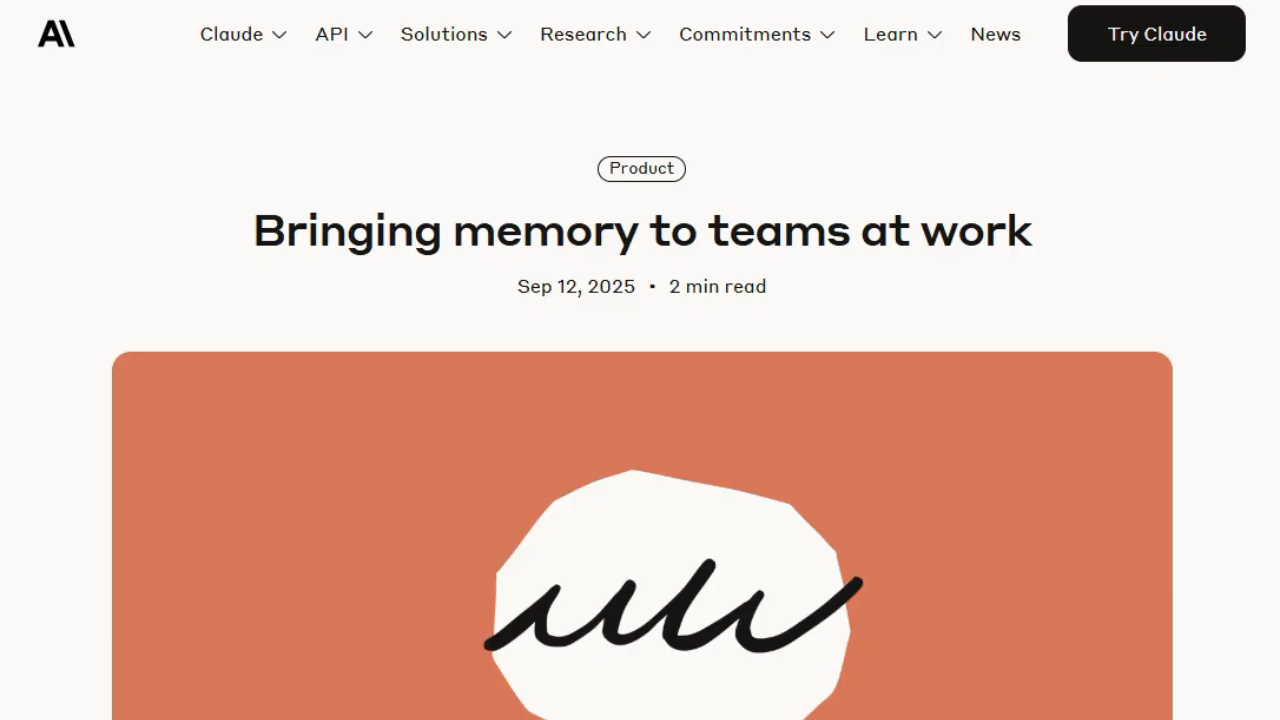 Claude API Solutions Research Commitments Learn News Try Claude
Product
Bringing memory to teams at work
Sep 12, 2025 • 2 min read